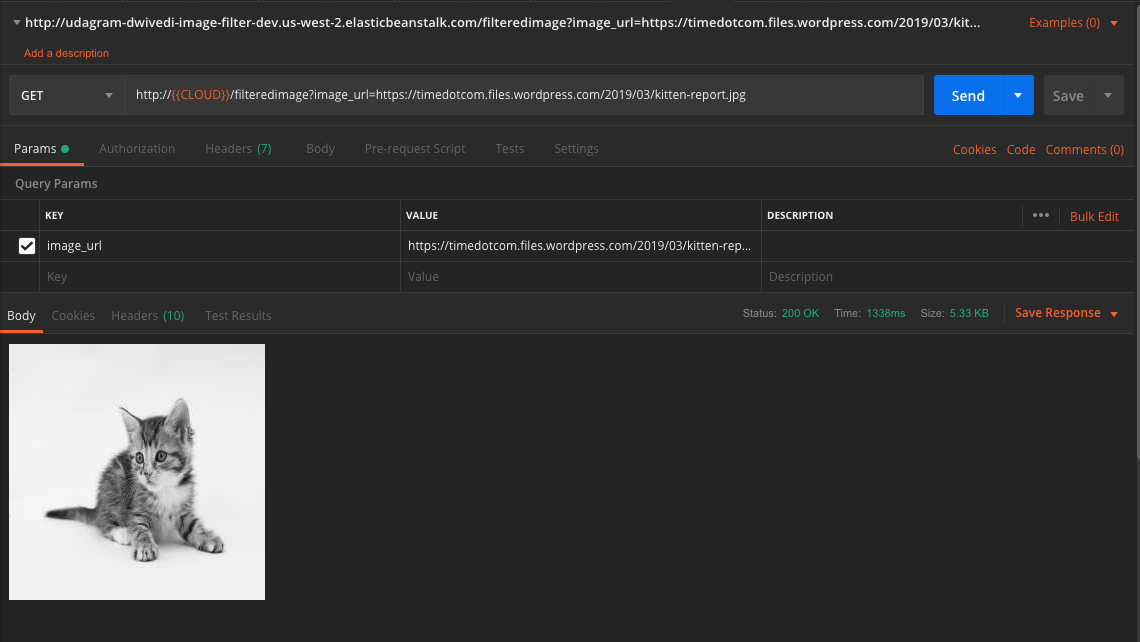 http://udagram-dwivedi-image-filter-dev.us-west-2.elasticbeanstalk.com/filteredimage?image_url=https://timedotcom.files.wordpress.com/2019/03/kit...
Examples (0)
Add a description
GET
http://{{CLOUD}}/filteredimage?image_url=https://timedotcom.files.wordpress.com/2019/03/kitten-report.jpg
Send
Save
Params
Authorization
Headers (7)
Body
Pre-request Script
Tests
Settings
Cookies
Code
Comments (0)
Query Params
KEY
VALUE
DESCRIPTION
Bulk Edit
image_url
https://timedotcom.files.wordpress.com/2019/03/kitten-rep...
Key
Value
Description
Body
Cookies
Headers (10)
Test Results
Status: 200 OK
Time: 1338ms
Size: 5.33 KB
Save Response